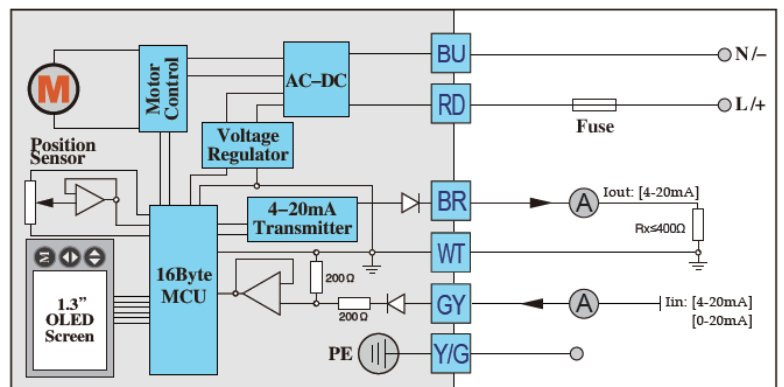 BU
N/−
AC−DC
Motor
Control
M
RD
L/+
Fuse
Voltage
Regulator
Position
Sensor
BR
A
Iout: [4-20mA]
4−20mA
Transmitter
Rx≤400Ω
WT
M
16Byte
MCU
200Ω
200Ω
1.3”
OLED
Screen
GY
A
Iin: [4-20mA]
[0-20mA]
PE
Y/G